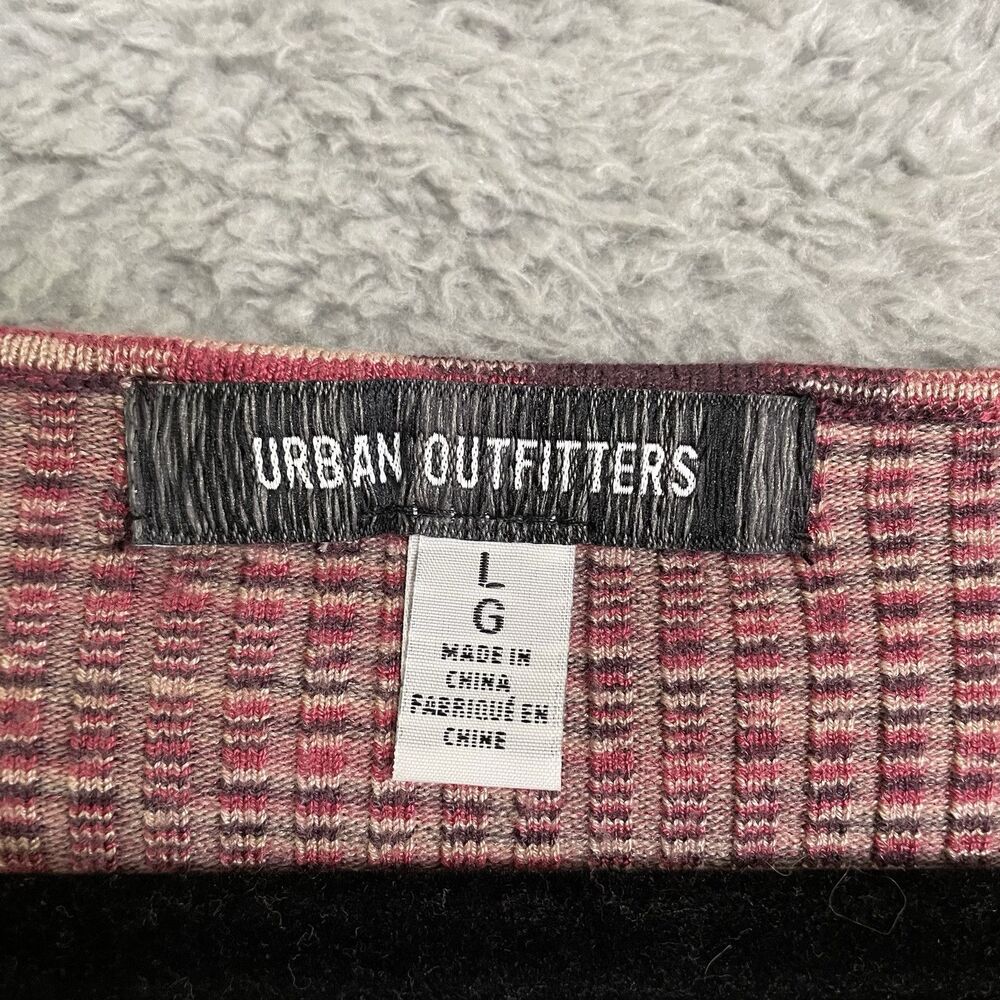 URBAN OUTFITTERS
L
G
MADE IN
CHINA
FABRIQUÉ EN
CHINE